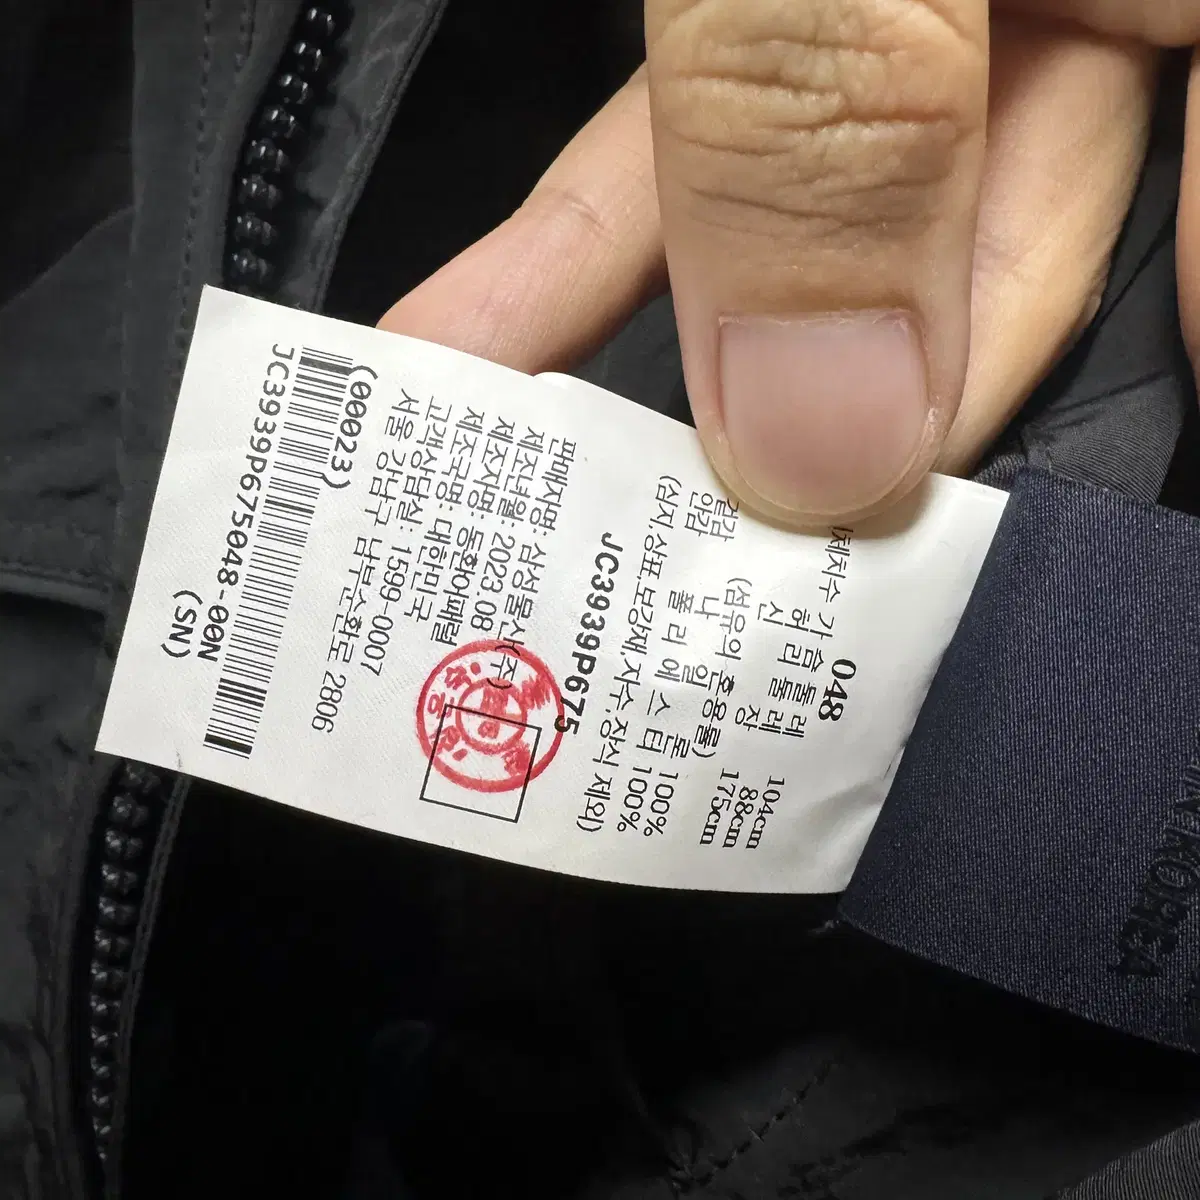 048
(체치수 가슴둘레 104cm
허리둘레 88cm
신 장 175cm
(섬유의 혼용률)
겉감 나 일 론 100%
안감 폴 리 에 스 터 100%
(심지,상표,보강재,자수,장식 제외)
JC3939P675
판매자명: 삼성물산(주)
제조년월: 2023.08
제조자명: 동화어패럴
제조국명: 대한민국
고객상담실: 1599-0007
서울 강남구 남부순환로 2806
(00023)
JC3939P675048-00N
(SN)
KOREA